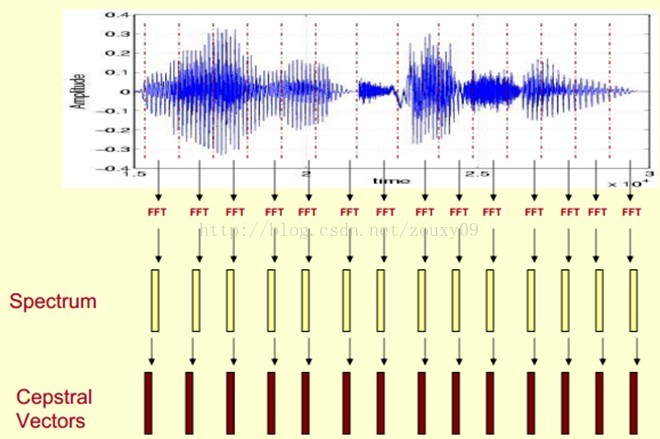 0.4
0.3
0.2
0.1
0
-0.1
-0.2
-0.3
-0.4
Amplitude
1.5 2 2.5 3
time
x 10⁴
FFT FFT FFT FFT FFT FFT FFT FFT FFT FFT FFT FFT FFT FFT
http://blog.csdn.net/zouxy09
Spectrum
Cepstral
Vectors